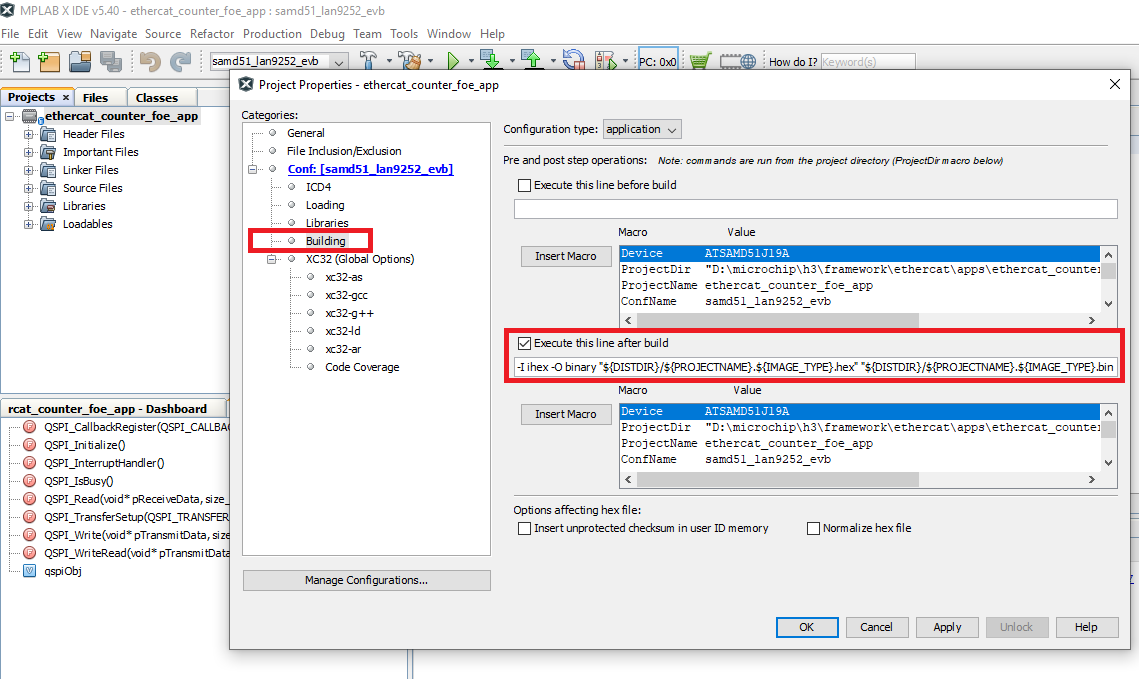 MPLAB X IDE v5.40 - ethercat_counter_foe_app : samd51_lan9252_evb
File Edit View Navigate Source Refactor Production Debug Team Tools Window Help
samd51_lan9252_evb
PC: 0x0
How do I? Keyword(s)
Projects × Files Classes
ethercat_counter_foe_app
Header Files
Important Files
Linker Files
Source Files
Libraries
Loadables
rcat_counter_foe_app - Dashboard
QSPI_CallbackRegister(QSPI_CALLBA
QSPI_Initialize()
QSPI_InterruptHandler()
QSPI_IsBusy()
QSPI_Read(void* pReceiveData, size_
QSPI_TransferSetup(QSPI_TRANSFER
QSPI_Write(void* pTransmitData, size
QSPI_WriteRead(void* pTransmitData
qspiObj
Project Properties - ethercat_counter_foe_app
Categories:
General
File Inclusion/Exclusion
Conf: [samd51_lan9252_evb]
ICD4
Loading
Libraries
Building
XC32 (Global Options)
xc32-as
xc32-gcc
xc32-g++
xc32-ld
xc32-ar
Code Coverage
Manage Configurations...
Configuration type: application
Pre and post step operations: Note: commands are run from the project directory (ProjectDir macro below)
Execute this line before build
Macro Value
Insert Macro
Device ATSAMD51J19A
ProjectDir "D:\microchip\h3\framework\ethercat\apps\ethercat_counte
ProjectName ethercat_counter_foe_app
ConfName samd51_lan9252_evb
Execute this line after build
-I ihex -O binary "${DISTDIR}/${PROJECTNAME}.${IMAGE_TYPE}.hex" "${DISTDIR}/${PROJECTNAME}.${IMAGE_TYPE}.bin
Macro Value
Insert Macro
Device ATSAMD51J19A
ProjectDir "D:\microchip\h3\framework\ethercat\apps\ethercat_counte
ProjectName ethercat_counter_foe_app
ConfName samd51_lan9252_evb
Options affecting hex file:
Insert unprotected checksum in user ID memory
Normalize hex file
OK Cancel Apply Unlock Help